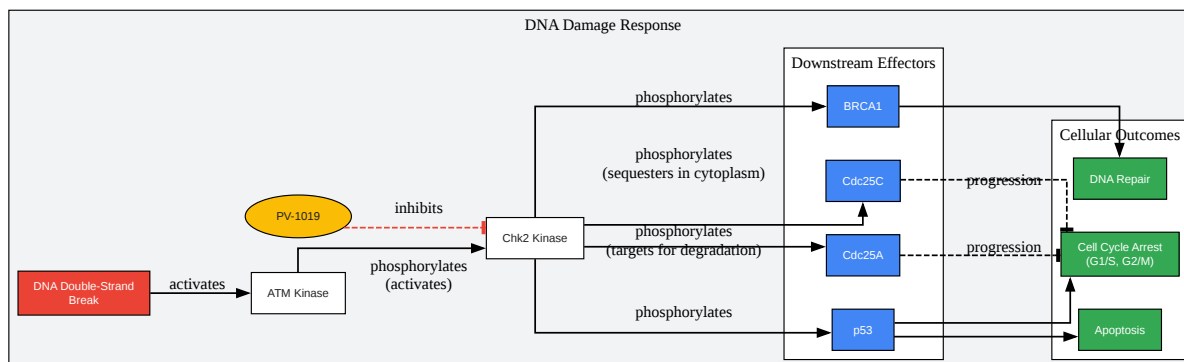 DNA Damage Response
Downstream Effectors
phosphorylates
BRCA1
Cellular Outcomes
phosphorylates
(sequesters in cytoplasm)
Cdc25C
progression
DNA Repair
PV-1019
inhibits
Chk2 Kinase
phosphorylates
(targets for degradation)
Cdc25A
progression
Cell Cycle Arrest
(G1/S, G2/M)
DNA Double-Strand
Break
activates
ATM Kinase
phosphorylates
(activates)
phosphorylates
p53
Apoptosis